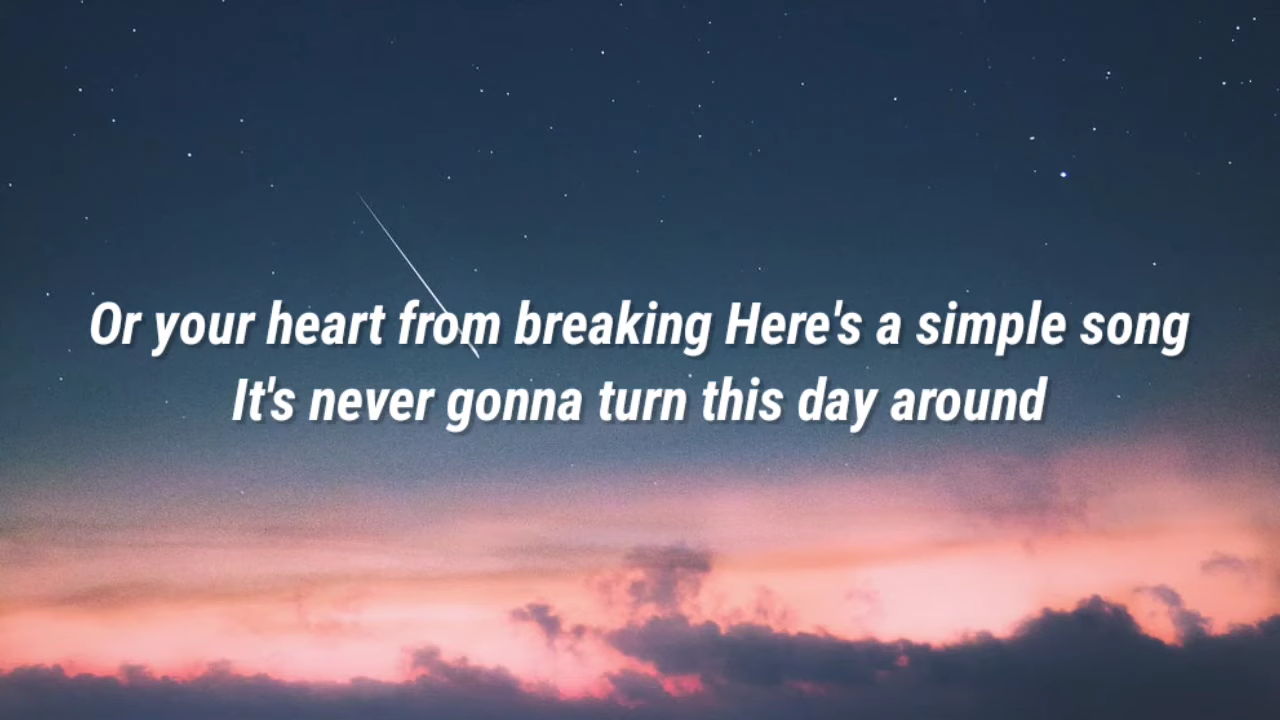 Or your heart from breaking Here's a simple song
It's never gonna turn this day around